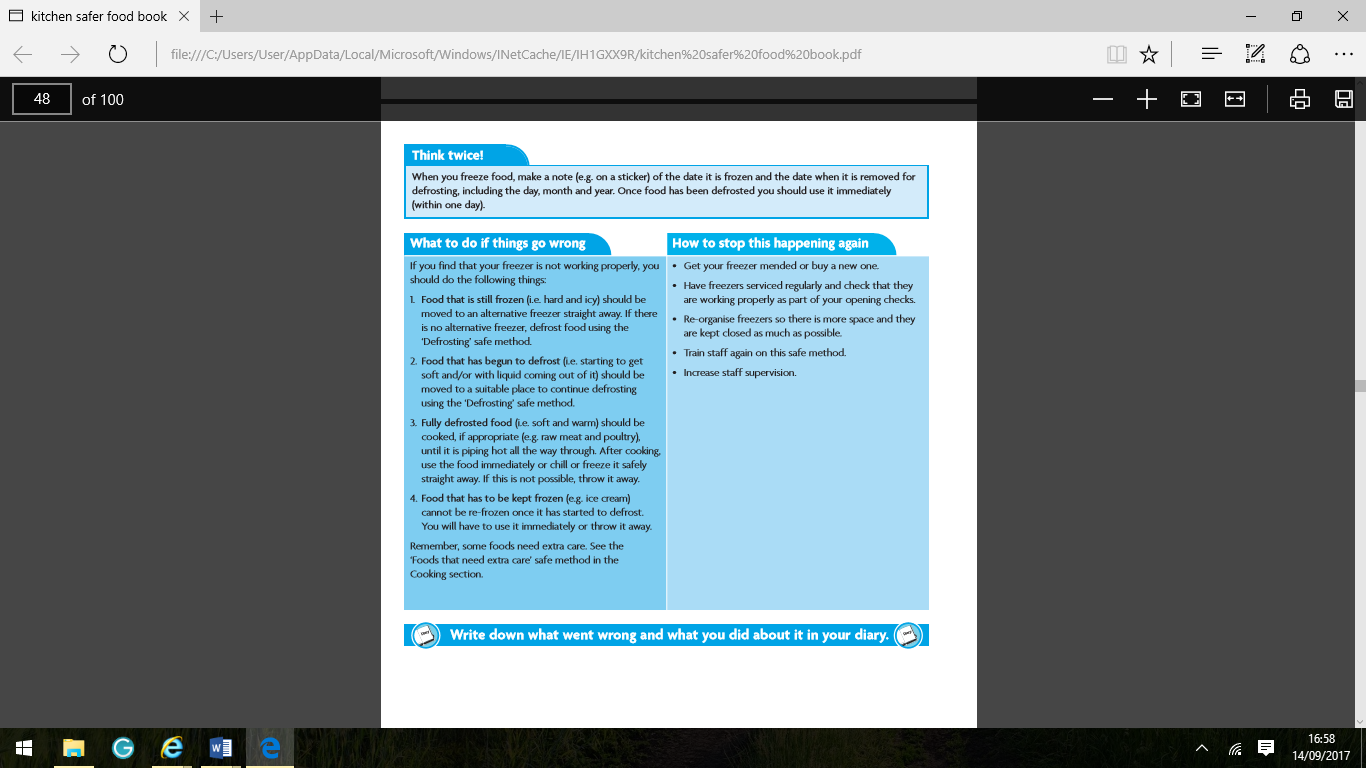 kitchen safer food book
file:///C:/Users/User/AppData/Local/Microsoft/Windows/INetCache/IE/IH1GXX9R/kitchen%20safer%20food%20book.pdf
48 of 100
Think twice!
When you freeze food, make a note (e.g. on a sticker) of the date it is frozen and the date when it is removed for
defrosting, including the day, month and year. Once food has been defrosted you should use it immediately
(within one day).
What to do if things go wrong
If you find that your freezer is not working properly, you
should do the following things:
1. Food that is still frozen (i.e. hard and icy) should be
moved to an alternative freezer straight away. If there
is no alternative freezer, defrost food using the
'Defrosting' safe method.
2. Food that has begun to defrost (i.e. starting to get
soft and/or with liquid coming out of it) should be
moved to a suitable place to continue defrosting
using the 'Defrosting' safe method.
3. Fully defrosted food (i.e. soft and warm) should be
cooked, if appropriate (e.g. raw meat and poultry),
until it is piping hot all the way through. After cooking,
use the food immediately or chill or freeze it safely
straight away. If this is not possible, throw it away.
4. Food that has to be kept frozen (e.g. ice cream)
cannot be re-frozen once it has started to defrost.
You will have to use it immediately or throw it away.
Remember, some foods need extra care. See the
'Foods that need extra care' safe method in the
Cooking section.
How to stop this happening again
• Get your freezer mended or buy a new one.
• Have freezers serviced regularly and check that they
are working properly as part of your opening checks.
• Re-organise freezers so there is more space and they
are kept closed as much as possible.
• Train staff again on this safe method.
• Increase staff supervision.
Write down what went wrong and what you did about it in your diary.
16:58
14/09/2017